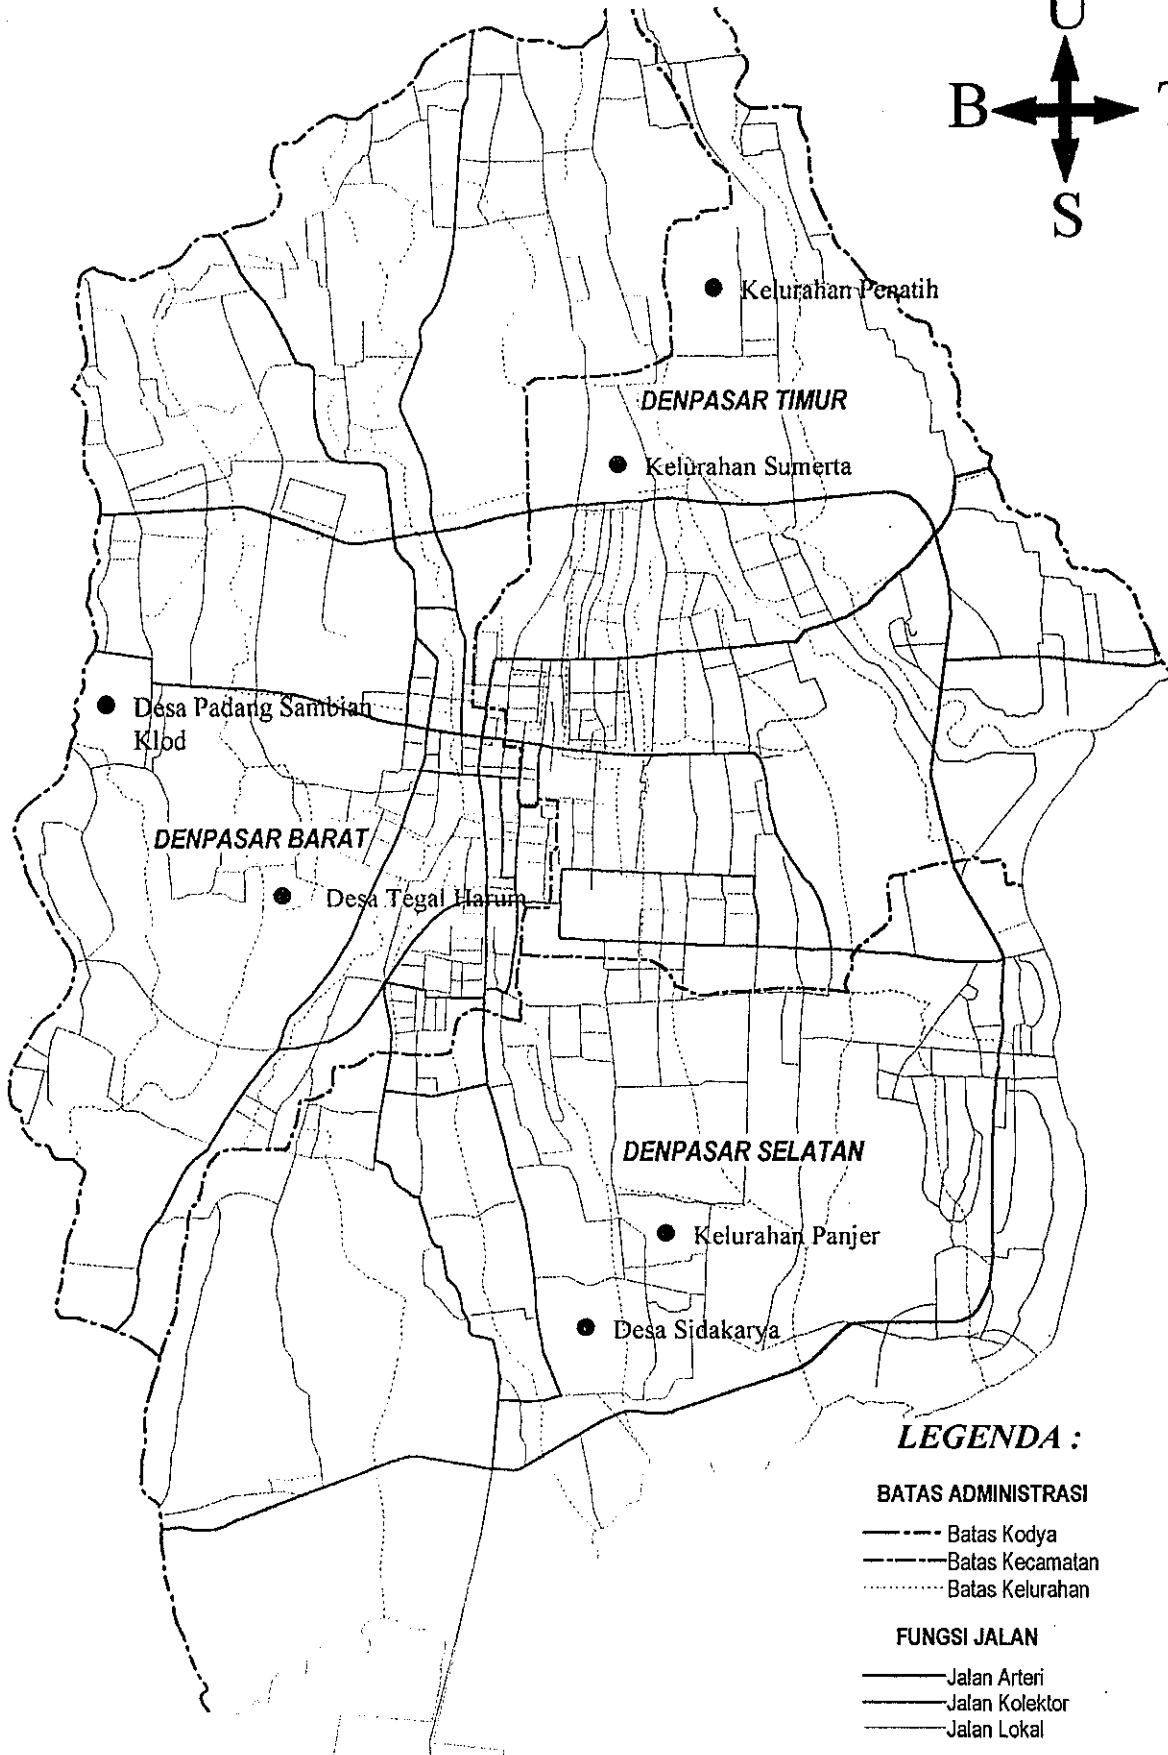 U
B
T
S
Kelurahan Penatih
DENPASAR TIMUR
Kelurahan Sumerta
Desa Padang Sambian
Klod
DENPASAR BARAT
Desa Tegal Harum
DENPASAR SELATAN
Kelurahan Panjer
Desa Sidakarya
LEGENDA :
BATAS ADMINISTRASI
Batas Kodya
Batas Kecamatan
Batas Kelurahan
FUNGSI JALAN
Jalan Arteri
Jalan Kolektor
Jalan Lokal